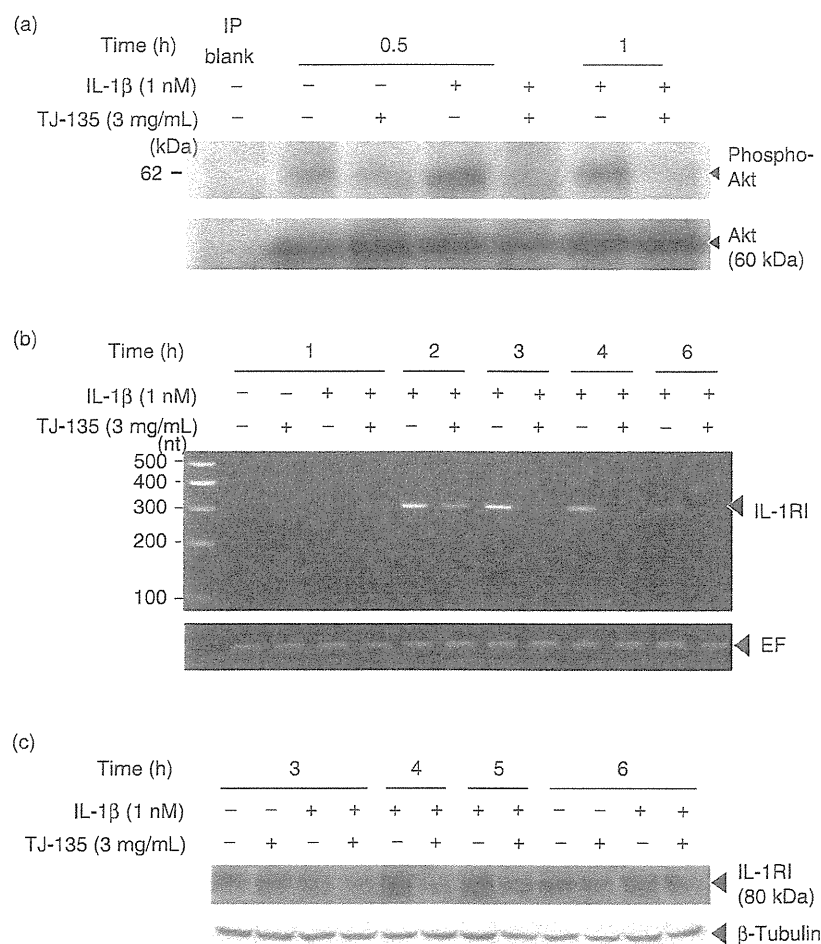 (a)
IP
blank
Time (h) 0.5 1
IL-1β (1 nM) – – – + + + +
TJ-135 (3 mg/mL) – – + – + – +
(kDa)
62 –
Phospho-
Akt
Akt
(60 kDa)
(b)
Time (h) 1 2 3 4 6
IL-1β (1 nM) – – + + + + + + + + + +
TJ-135 (3 mg/mL) – + – + – + – + – + – +
(nt)
500 -
400 -
300 -
200 -
100 –
IL-1RI
EF
(c)
Time (h) 3 4 5 6
IL-1β (1 nM) – – + + + + + + – – + +
TJ-135 (3 mg/mL) – + – + – + – + – + – +
IL-1RI
(80 kDa)
β-Tubulin